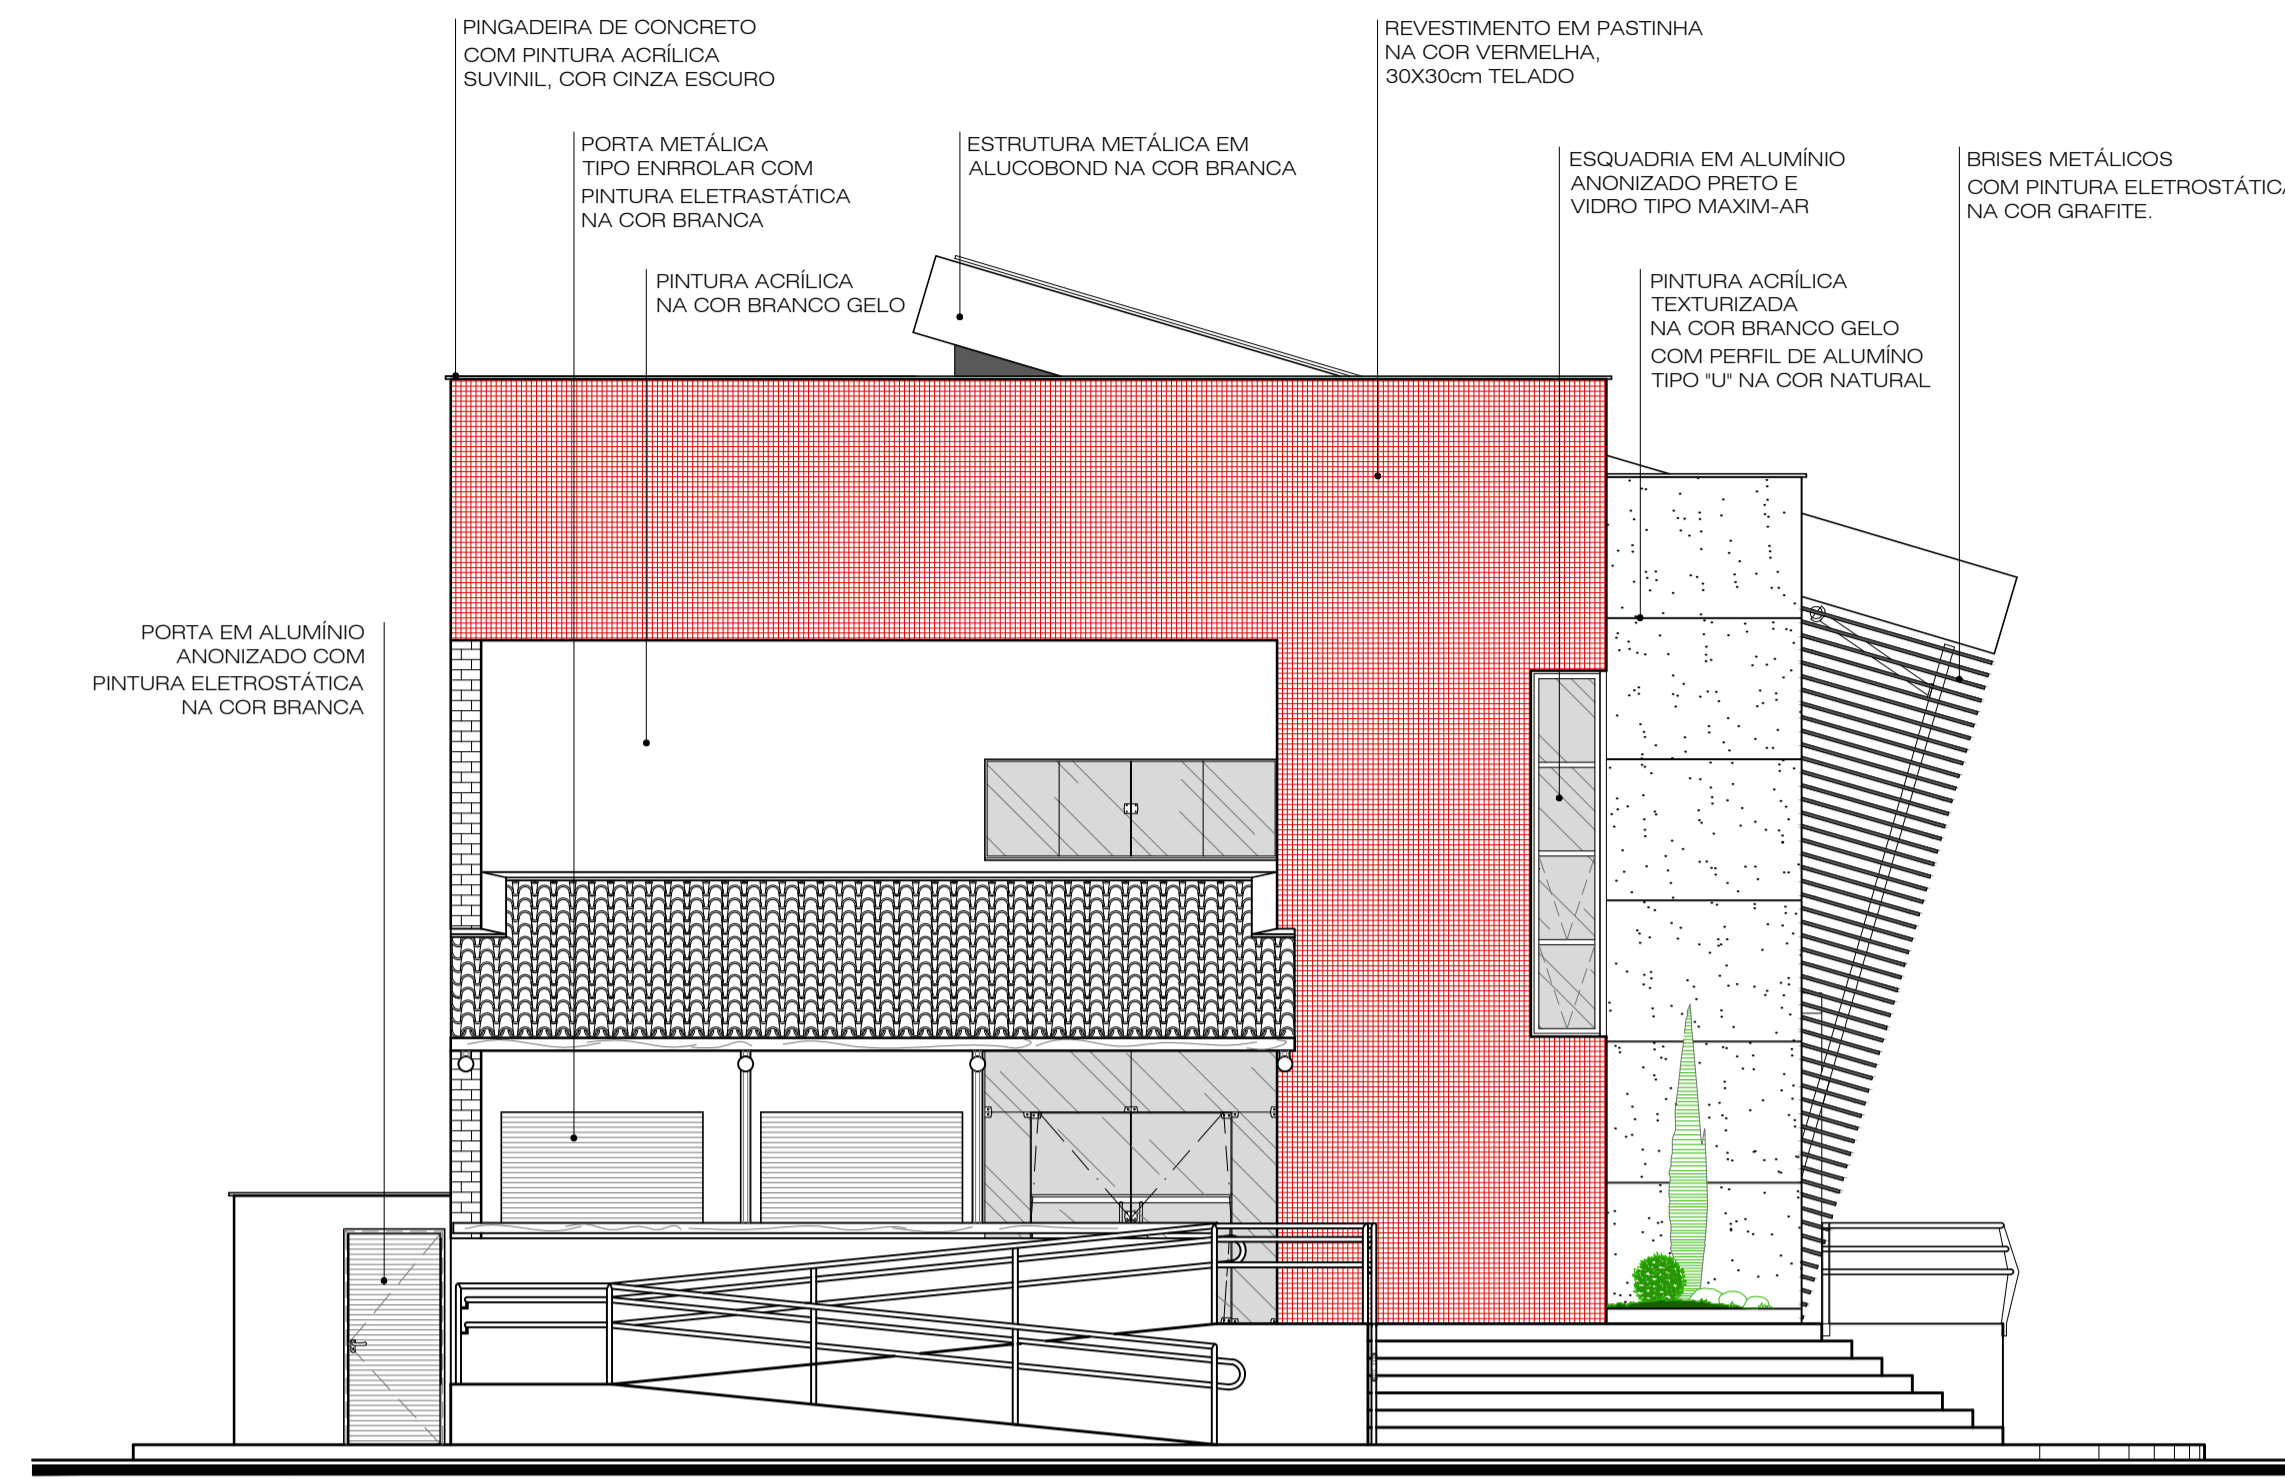 PINGADEIRA DE CONCRETO
COM PINTURA ACRÍLICA
SUVINIL, COR CINZA ESCURO
REVESTIMENTO EM PASTINHA
NA COR VERMELHA,
30X30cm TELADO
PORTA METÁLICA
TIPO ENRROLAR COM
PINTURA ELETRASTÁTICA
NA COR BRANCA
ESTRUTURA METÁLICA EM
ALUCOBOND NA COR BRANCA
ESQUADRIA EM ALUMÍNIO
ANONIZADO PRETO E
VIDRO TIPO MAXIM-AR
BRISES METÁLICOS
COM PINTURA ELETROSTÁTICA
NA COR GRAFITE.
PINTURA ACRÍLICA
NA COR BRANCO GELO
PINTURA ACRÍLICA
TEXTURIZADA
NA COR BRANCO GELO
COM PERFIL DE ALUMÍNO
TIPO "U" NA COR NATURAL
PORTA EM ALUMÍNIO
ANONIZADO COM
PINTURA ELETROSTÁTICA
NA COR BRANCA